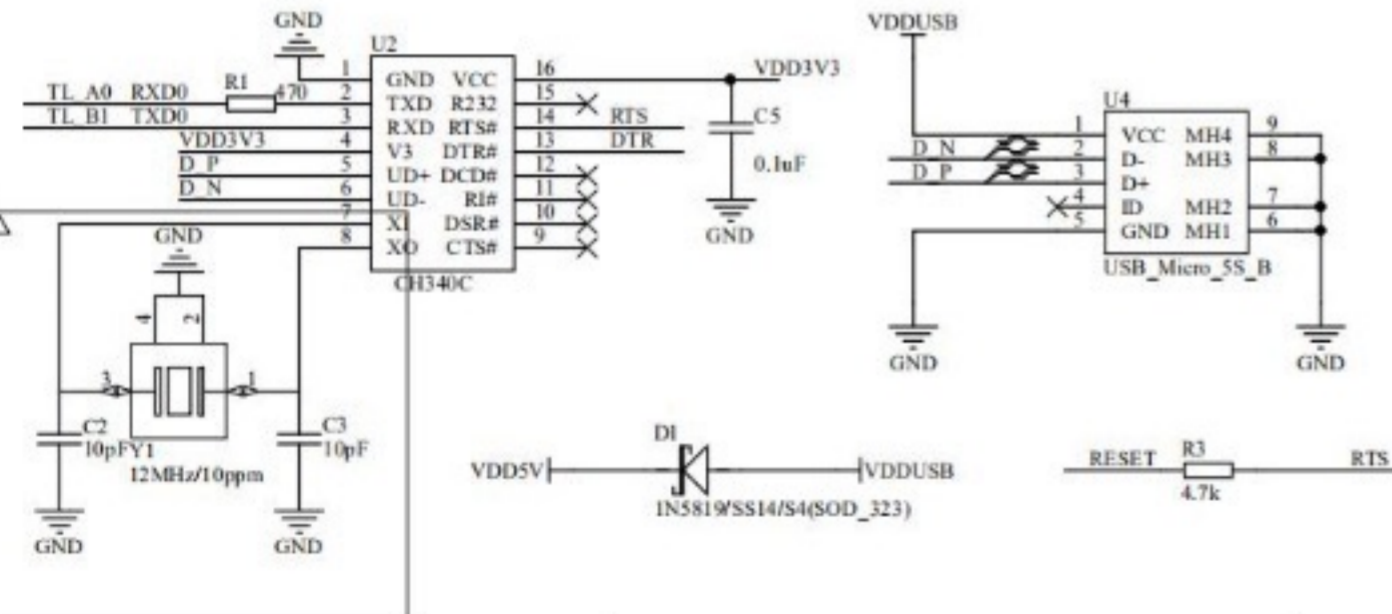 GND
U2
1 GND VCC 16 VDD3V3
TL_A0 RXD0 R1 470 2 TXD R232 15
TL_B1 TXD0 3 RXD RTS# 14 RTS
VDD3V3 4 V3 DTR# 13 DTR
D_P 5 UD+ DCD# 12
D_N 6 UD- RI# 11
7 XI DSR# 10
8 XO CTS# 9
CH340C
C5
0.1uF
GND
GND
4 2
3 1
C2
10pF
Y1
12MHz/10ppm
C3
10pF
GND
GND
VDDUSB
U4
1 VCC MH4 9
D_N 2 D- MH3 8
D_P 3 D+
4 ID MH2 7
5 GND MH1 6
USB_Micro_5S_B
GND
GND
D1
VDD5V VDDUSB
1N5819/SS14/S4(SOD_323)
RESET R3 RTS
4.7k